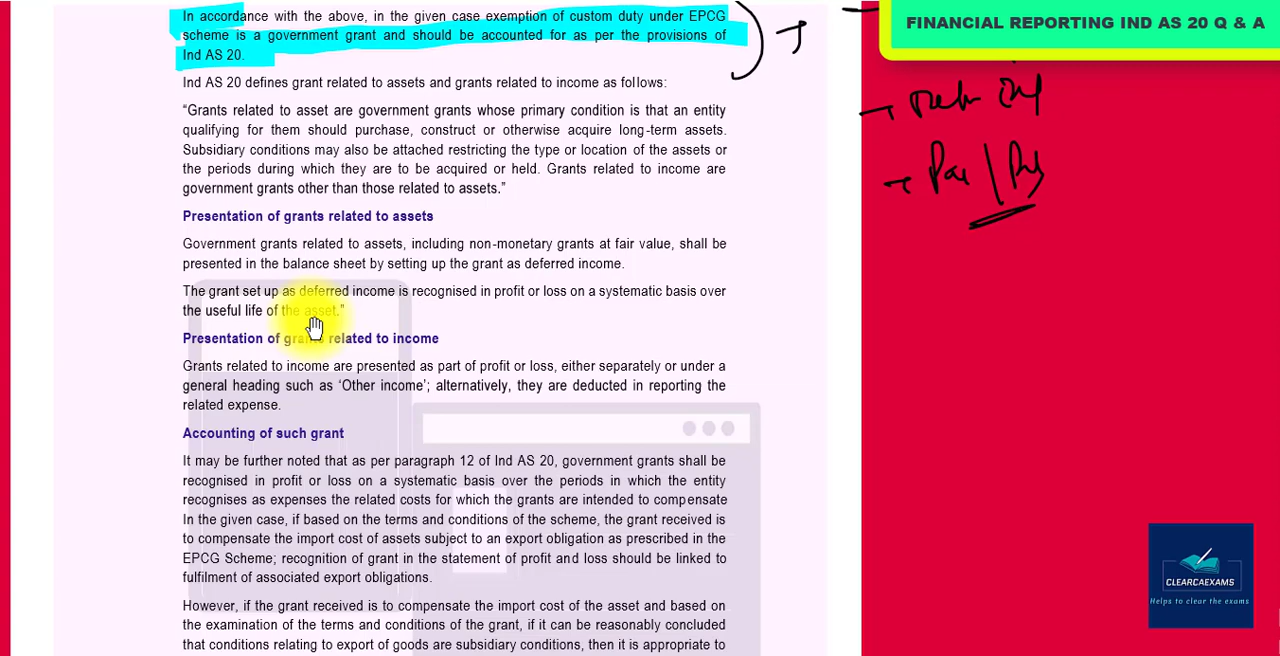 In accordance with the above, in the given case exemption of custom duty under EPCG
scheme is a government grant and should be accounted for as per the provisions of
Ind AS 20.
FINANCIAL REPORTING IND AS 20 Q & A
Ind AS 20 defines grant related to assets and grants related to income as follows:
“Grants related to asset are government grants whose primary condition is that an entity
qualifying for them should purchase, construct or otherwise acquire long-term assets.
Subsidiary conditions may also be attached restricting the type or location of the assets or
the periods during which they are to be acquired or held. Grants related to income are
government grants other than those related to assets.”
Presentation of grants related to assets
Government grants related to assets, including non-monetary grants at fair value, shall be
presented in the balance sheet by setting up the grant as deferred income.
The grant set up as deferred income is recognised in profit or loss on a systematic basis over
the useful life of the asset.”
Presentation of grants related to income
Grants related to income are presented as part of profit or loss, either separately or under a
general heading such as ‘Other income’; alternatively, they are deducted in reporting the
related expense.
Accounting of such grant
It may be further noted that as per paragraph 12 of Ind AS 20, government grants shall be
recognised in profit or loss on a systematic basis over the periods in which the entity
recognises as expenses the related costs for which the grants are intended to compensate
In the given case, if based on the terms and conditions of the scheme, the grant received is
to compensate the import cost of assets subject to an export obligation as prescribed in the
EPCG Scheme; recognition of grant in the statement of profit and loss should be linked to
fulfilment of associated export obligations.
However, if the grant received is to compensate the import cost of the asset and based on
the examination of the terms and conditions of the grant, if it can be reasonably concluded
that conditions relating to export of goods are subsidiary conditions, then it is appropriate to
CLEARCAEXAMS
Helps to clear the exams